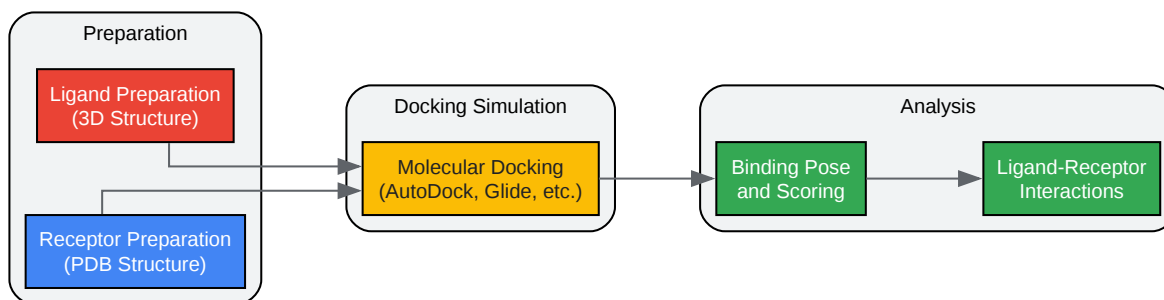 Preparation
Ligand Preparation
(3D Structure)
Receptor Preparation
(PDB Structure)
Docking Simulation
Molecular Docking
(AutoDock, Glide, etc.)
Analysis
Binding Pose
and Scoring
Ligand-Receptor
Interactions